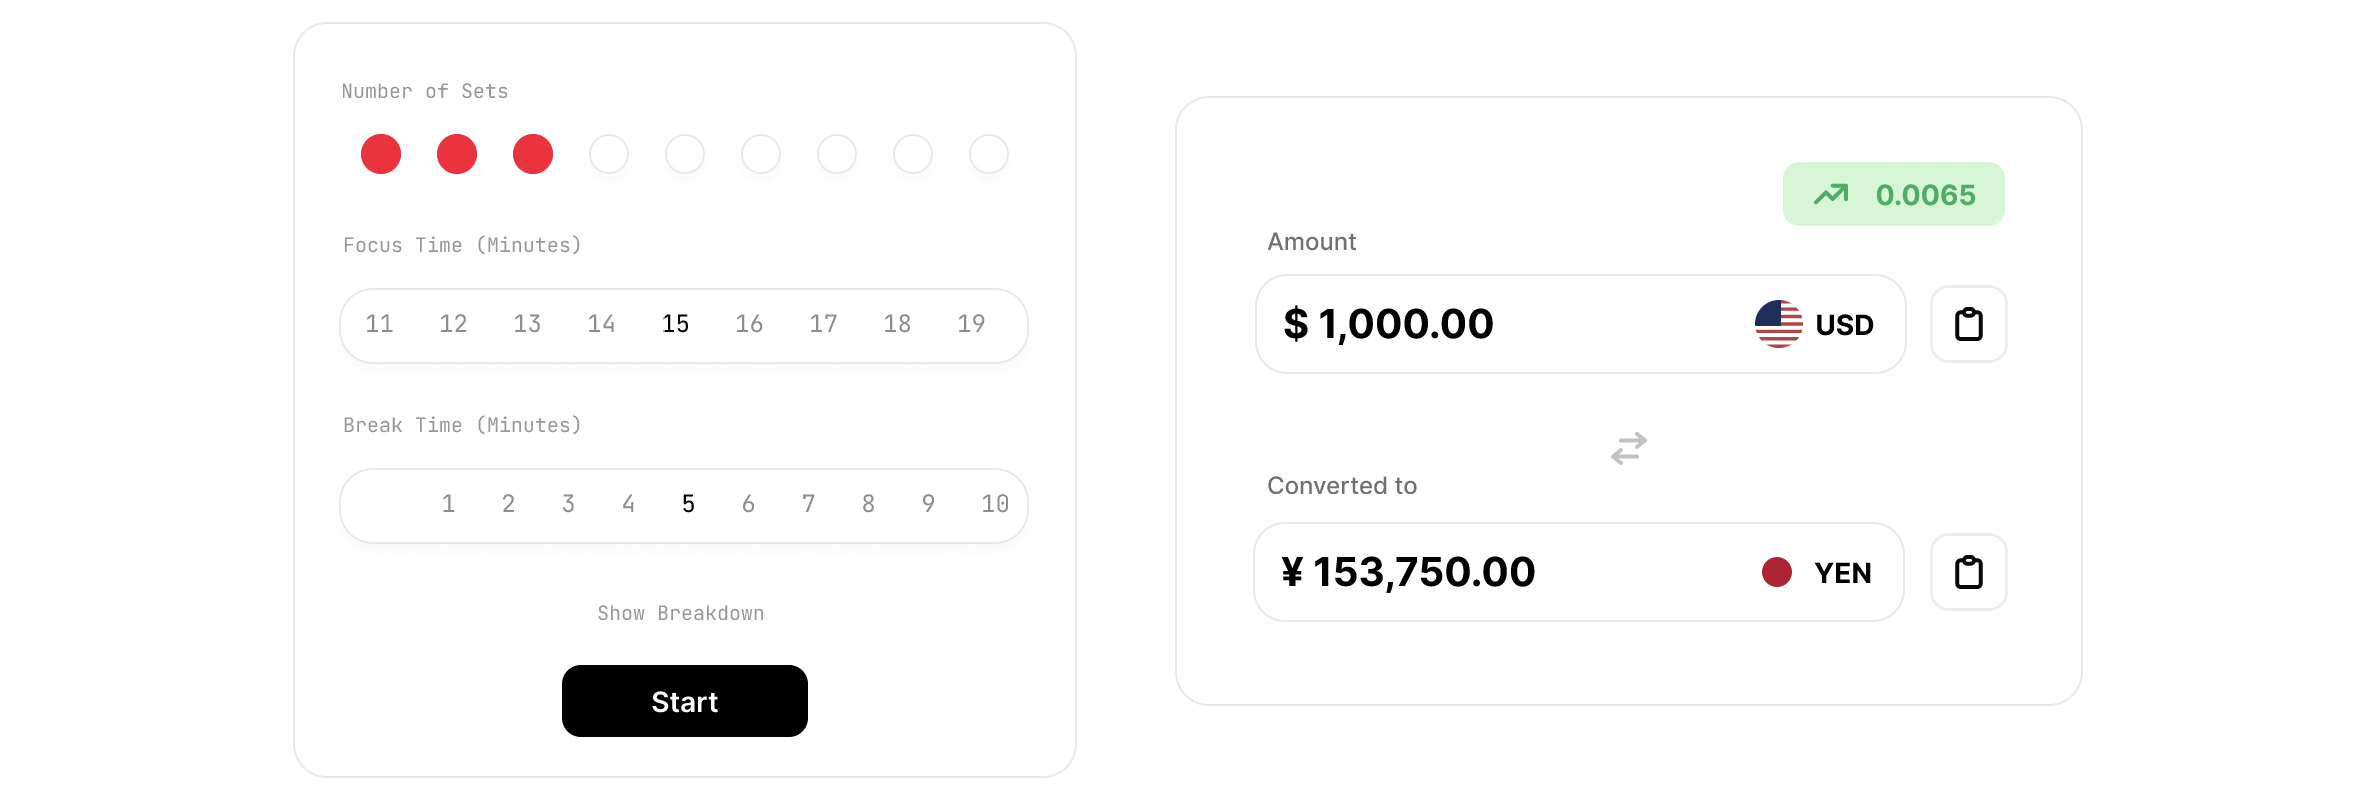 Number of Sets
Focus Time (Minutes)
11 12 13 14 15 16 17 18 19
Break Time (Minutes)
1 2 3 4 5 6 7 8 9 10
Show Breakdown
Start
0.0065
Amount
$ 1,000.00 USD
Converted to
¥ 153,750.00 YEN